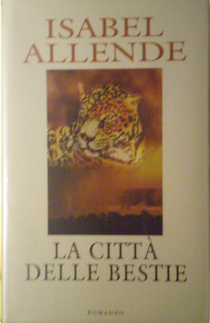 ISABEL
ALLENDE
LA CITTÀ
DELLE BESTIE
ROMANZO